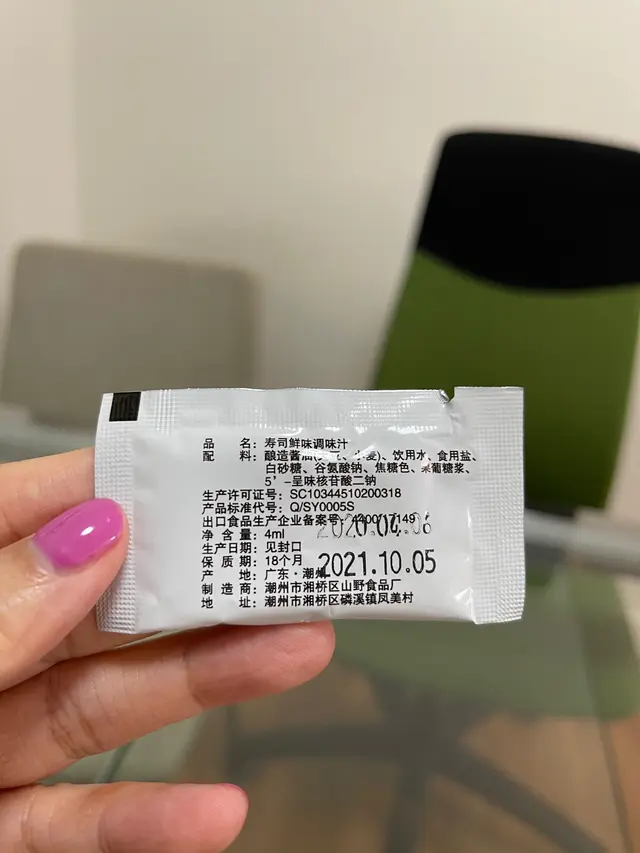 品 名：寿司鲜味调味汁
配 料：酿造酱油(、小麦)、饮用水、食用盐、
白砂糖、谷氨酸钠、焦糖色、果葡糖浆、
5'-呈味核苷酸二钠
生产许可证号：SC10344510200318
产品标准代号：Q/SY0005S
出口食品生产企业备案号：
2020.04.06
净 含 量：4ml
生产日期：见封口
保 质 期：18个月
2021.10.05
产 地：广东·潮州
制 造 商：潮州市湘桥区山野食品厂
地 址：潮州市湘桥区磷溪镇凤美村